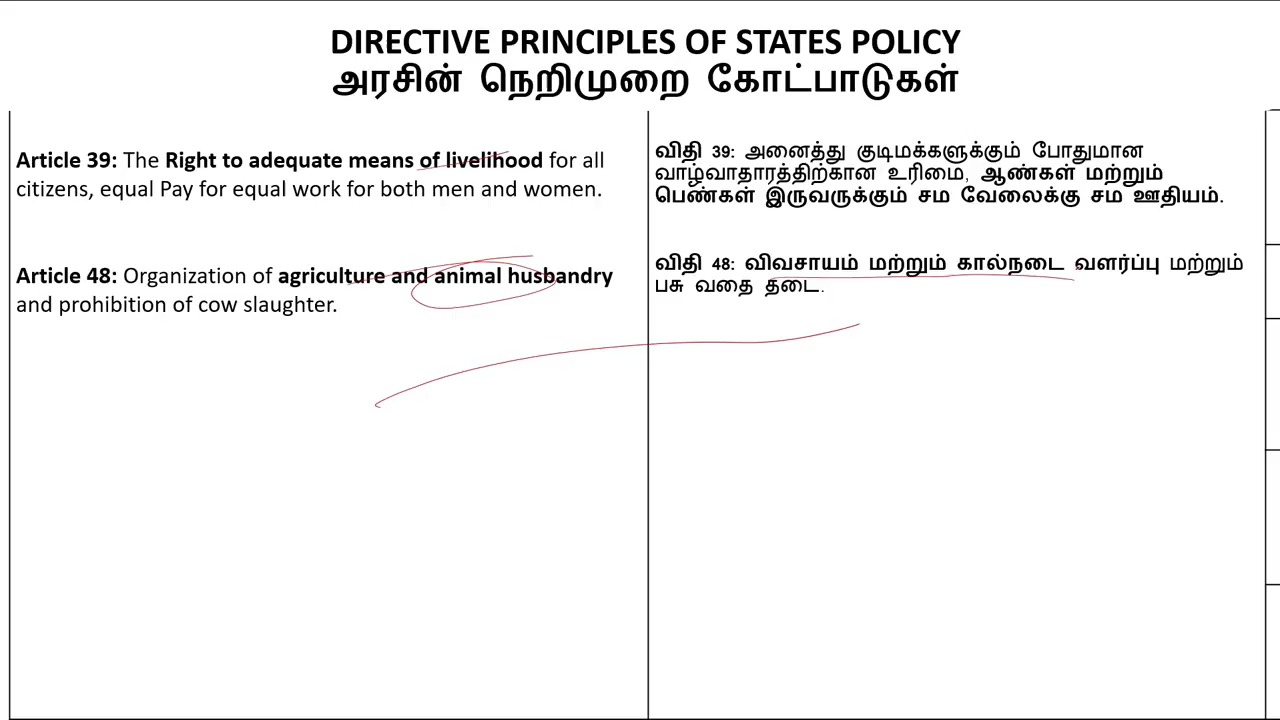 DIRECTIVE PRINCIPLES OF STATES POLICY
அரசின் நெறிமுறை கோட்பாடுகள்
Article 39: The Right to adequate means of livelihood for all
citizens, equal Pay for equal work for both men and women.
Article 48: Organization of agriculture and animal husbandry
and prohibition of cow slaughter.
விதி 39: அனைத்து குடிமக்களுக்கும் போதுமான
வாழ்வாதாரத்திற்கான உரிமை, ஆண்கள் மற்றும்
பெண்கள் இருவருக்கும் சம வேலைக்கு சம ஊதியம்.
விதி 48: விவசாயம் மற்றும் கால்நடை வளர்ப்பு மற்றும்
பசு வதை தடை.